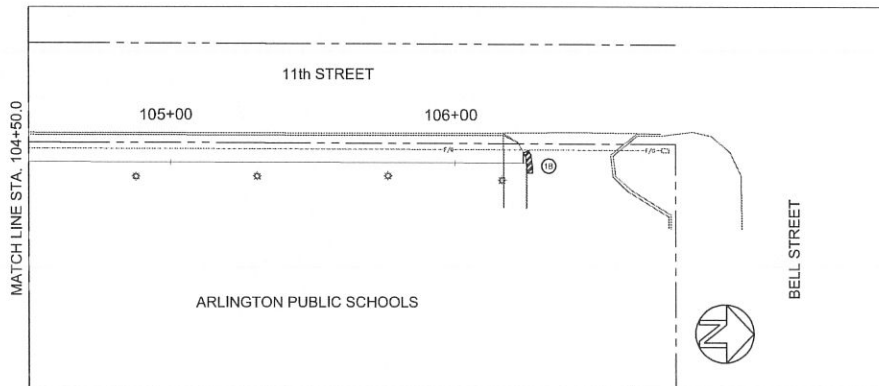 11th STREET
105+00 106+00
F/O F/O
18
MATCH LINE STA. 104+50.0
ARLINGTON PUBLIC SCHOOLS
BELL STREET
N